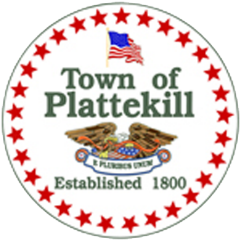 Town of
Plattekill
E PLURIBUS UNUM
Established 1800